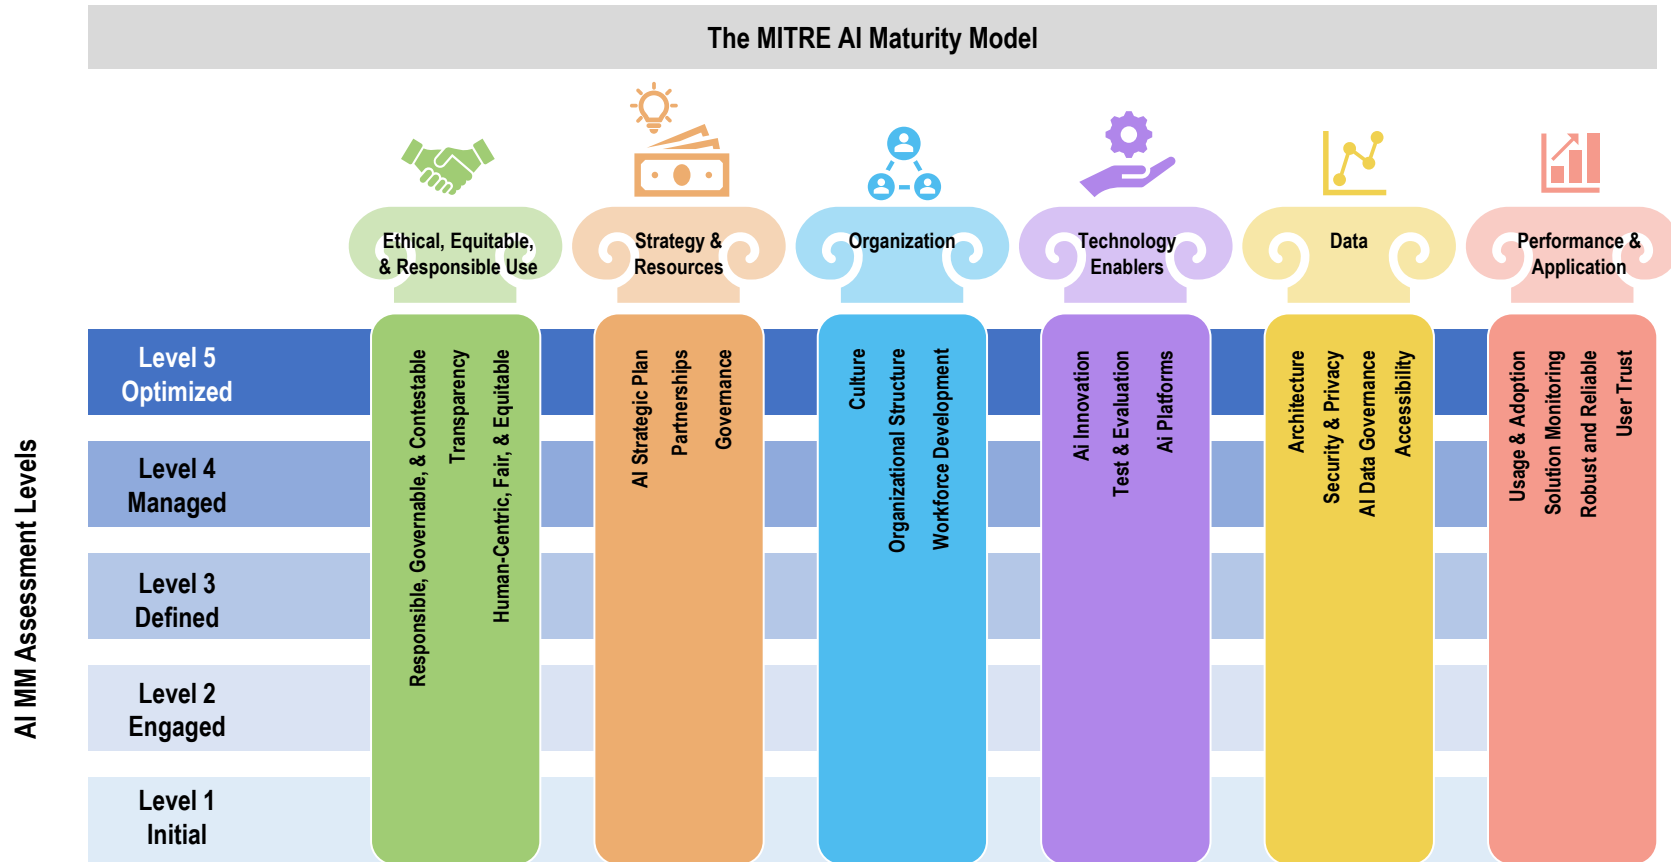 The MITRE AI Maturity Model
Ethical, Equitable,
& Responsible Use
Strategy &
Resources
Organization
Technology
Enablers
Data
Performance &
Application
AI MM Assessment Levels
Level 5
Optimized
Level 4
Managed
Level 3
Defined
Level 2
Engaged
Level 1
Initial
Responsible, Governable, & Contestable
Transparency
Human-Centric, Fair, & Equitable
AI Strategic Plan
Partnerships
Governance
Culture
Organizational Structure
Workforce Development
Ai Innovation
Test & Evaluation
Ai Platforms
Architecture
Security & Privacy
AI Data Governance
Accessibility
Usage & Adoption
Solution Monitoring
Robust and Reliable
User Trust